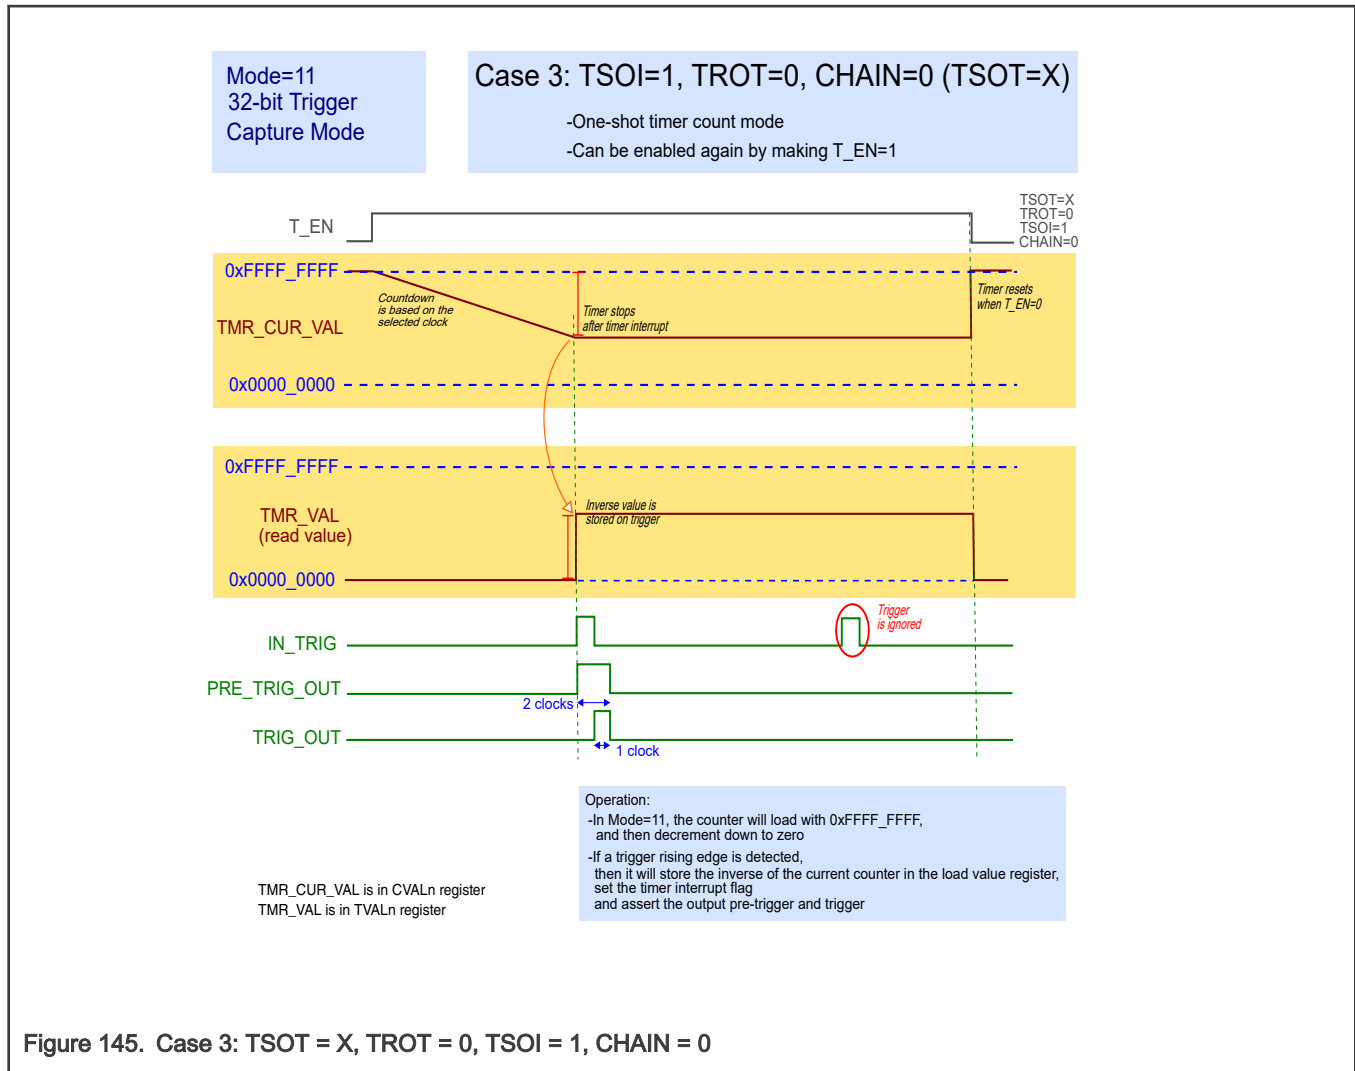 Mode=11
32-bit Trigger
Capture Mode
Case 3: TSOI=1, TROT=0, CHAIN=0 (TSOT=X)
-One-shot timer count mode
-Can be enabled again by making T_EN=1
T_EN
TSOT=X
TROT=0
TSOI=1
CHAIN=0
0xFFFF_FFFF
Countdown
is based on the
selected clock
Timer stops
after timer interrupt
Timer resets
when T_EN=0
TMR_CUR_VAL
0x0000_0000
0xFFFF_FFFF
Inverse value is
stored on trigger
TMR_VAL
(read value)
0x0000_0000
Trigger
is ignored
IN_TRIG
PRE_TRIG_OUT
2 clocks
TRIG_OUT
1 clock
Operation:
-In Mode=11, the counter will load with 0xFFFF_FFFF,
and then decrement down to zero
-If a trigger rising edge is detected,
then it will store the inverse of the current counter in the load value register,
set the timer interrupt flag
and assert the output pre-trigger and trigger
TMR_CUR_VAL is in CVALn register
TMR_VAL is in TVALn register
Figure 145. Case 3: TSOT = X, TROT = 0, TSOI = 1, CHAIN = 0